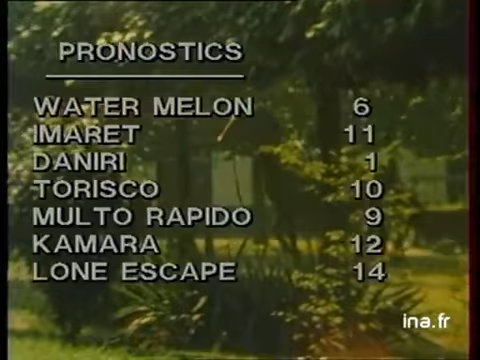 PRONOSTICS
WATER MELON 6
IMARET 11
DANIRI 1
TORISCO 10
MULTO RAPIDO 9
KAMARA 12
LONE ESCAPE 14
ina.fr